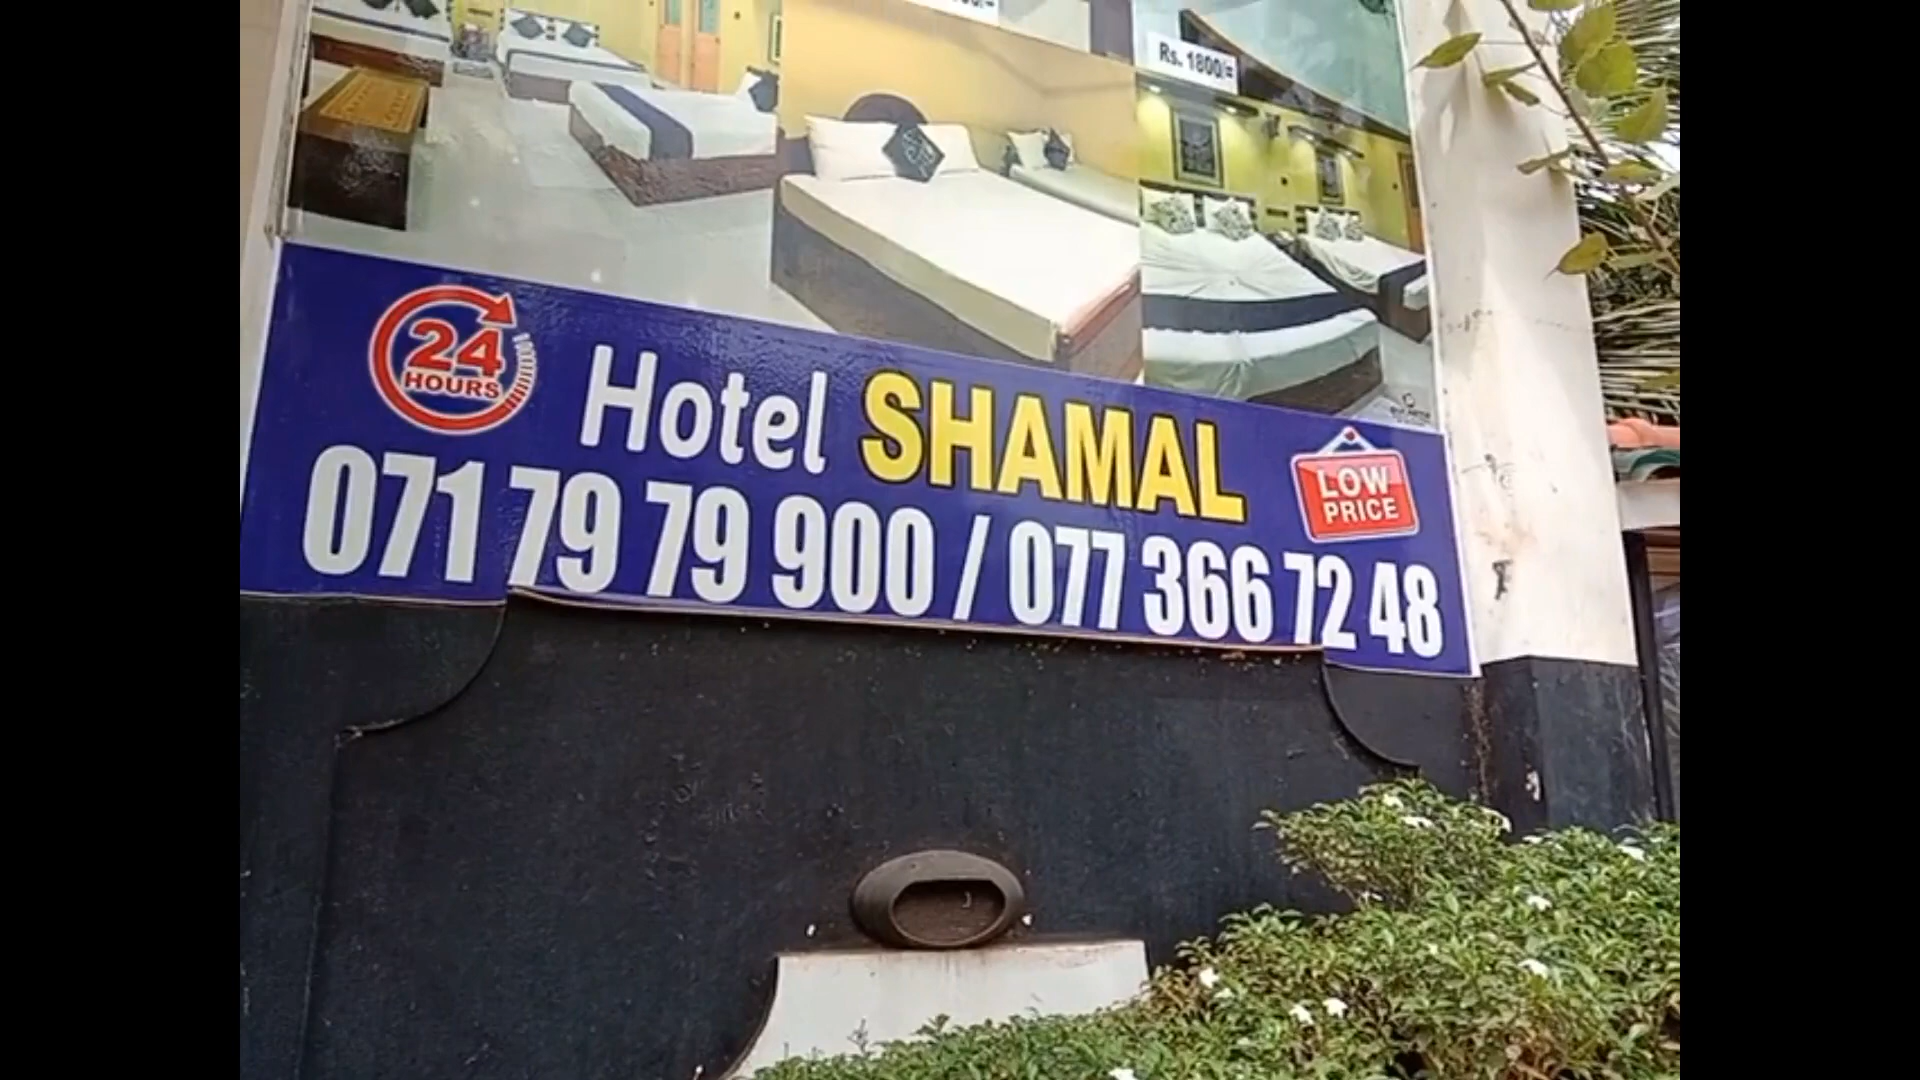 Rs. 1800/=
24
HOURS
Hotel SHAMAL
LOW
PRICE
071 79 79 900 / 077 366 72 48